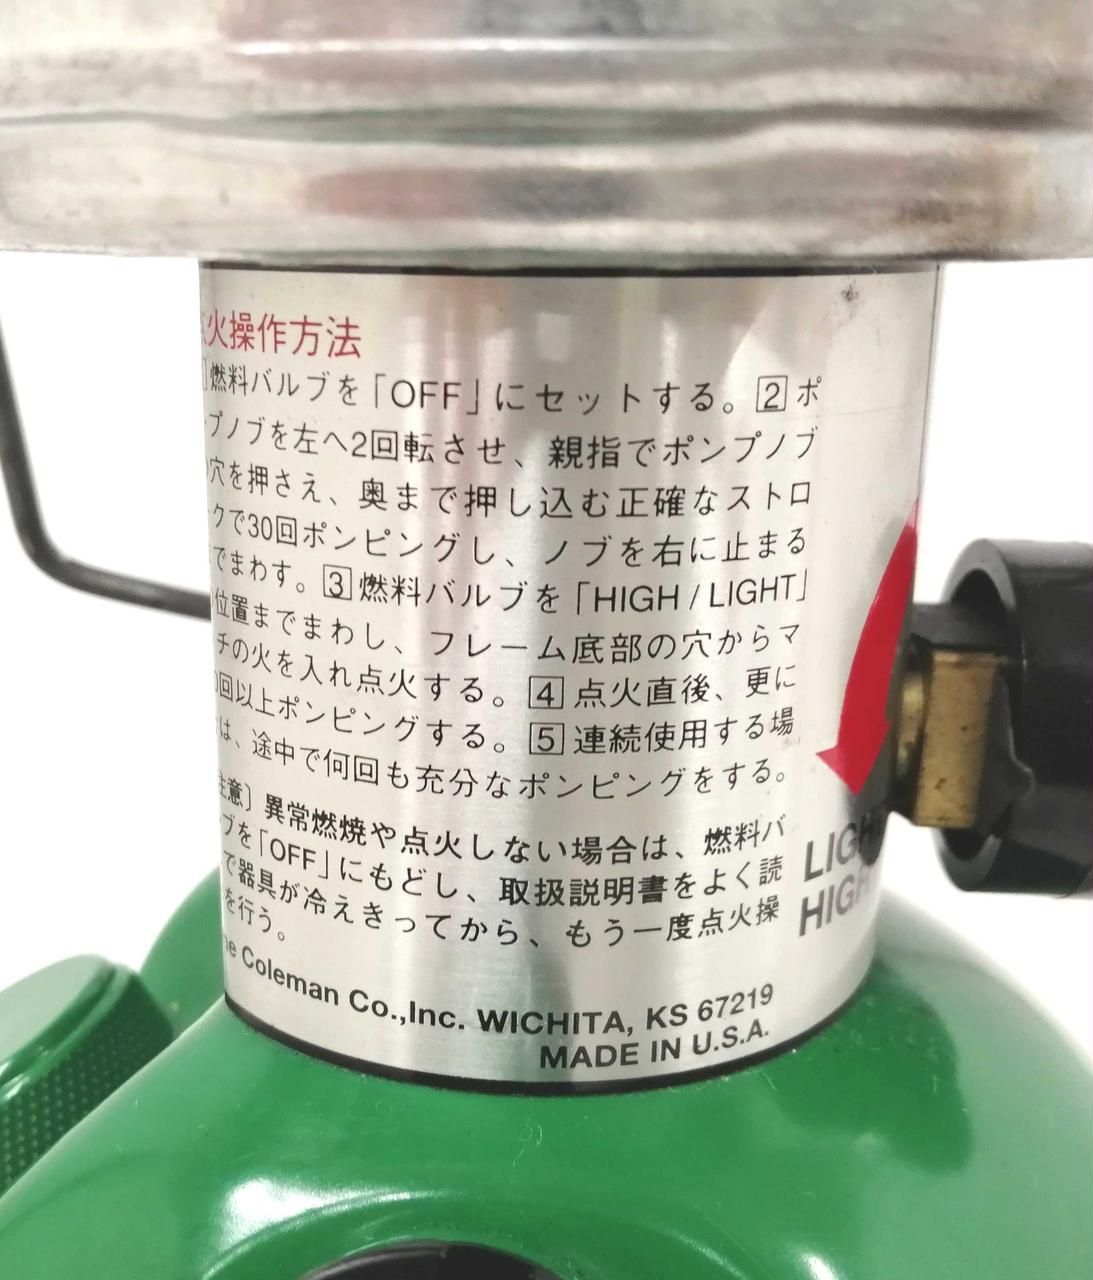 火操作方法
燃料バルブを「OFF」にセットする。2 ポ
プノブを左へ2回転させ、親指でポンプノブ
穴を押さえ、奥まで押し込む正確なストロ
クで30回ポンピングし、ノブを右に止まる
でまわす。3 燃料バルブを「HIGH / LIGHT」
位置までまわし、フレーム底部の穴からマ
チの火を入れ点火する。4 点火直後、更に
回以上ポンピングする。5 連続使用する場
は、途中で何回も充分なポンピングをする。
注意〕異常燃焼や点火しない場合は、燃料バ
ブを「OFF」にもどし、取扱説明書をよく読
で器具が冷えきってから、もう一度点火操
を行う。
The Coleman Co.,Inc. WICHITA, KS 67219
MADE IN U.S.A.
LIGH
HIGH